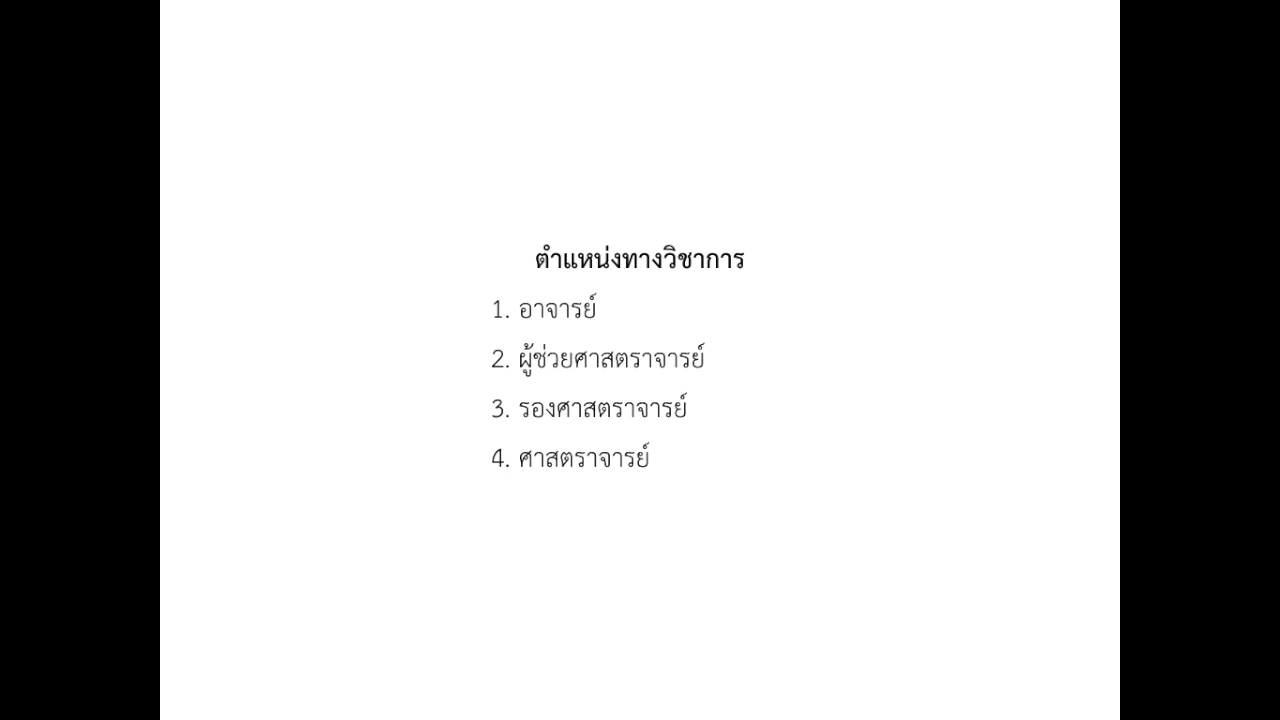 ตำแหน่งทางวิชาการ
1. อาจารย์
2. ผู้ช่วยศาสตราจารย์
3. รองศาสตราจารย์
4. ศาสตราจารย์